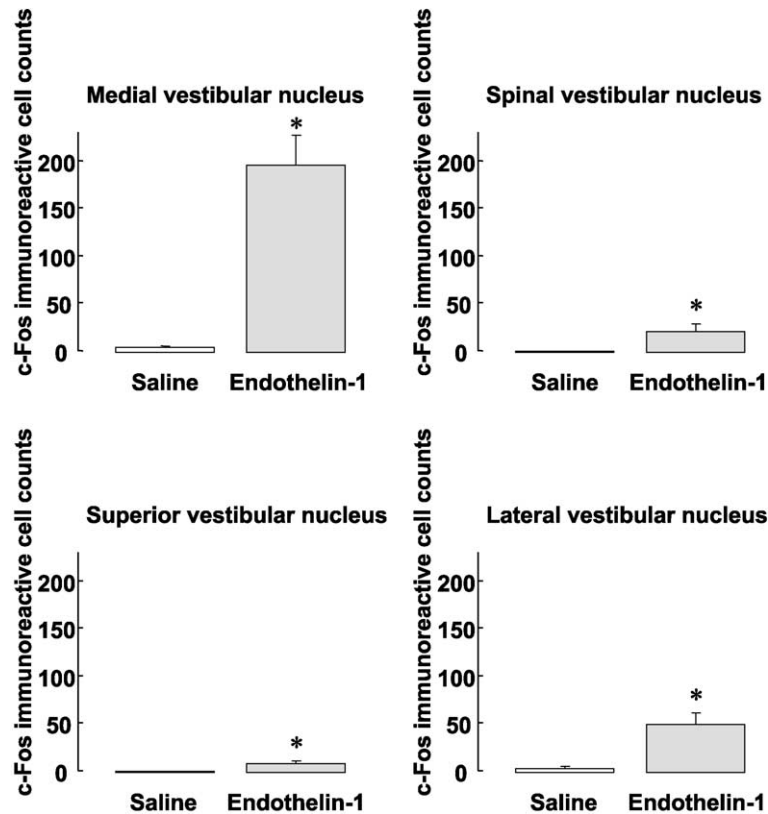 c-Fos immunoreactive cell counts
Medial vestibular nucleus
*
200
150
100
50
0
Saline Endothelin-1
c-Fos immunoreactive cell counts
Spinal vestibular nucleus
200
150
100
50
*
0
Saline Endothelin-1
c-Fos immunoreactive cell counts
Superior vestibular nucleus
200
150
100
50
*
0
Saline Endothelin-1
c-Fos immunoreactive cell counts
Lateral vestibular nucleus
200
150
100
*
50
0
Saline Endothelin-1